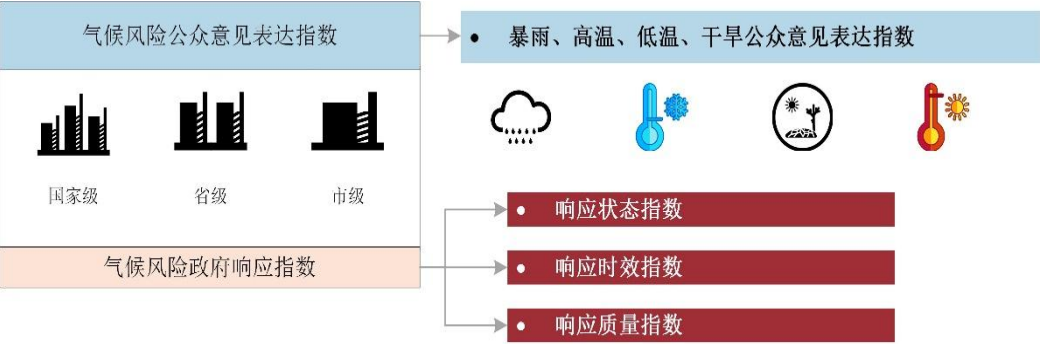 气候风险公众意见表达指数
• 暴雨、高温、低温、干旱公众意见表达指数
国家级
省级
市级
气候风险政府响应指数
• 响应状态指数
• 响应时效指数
• 响应质量指数